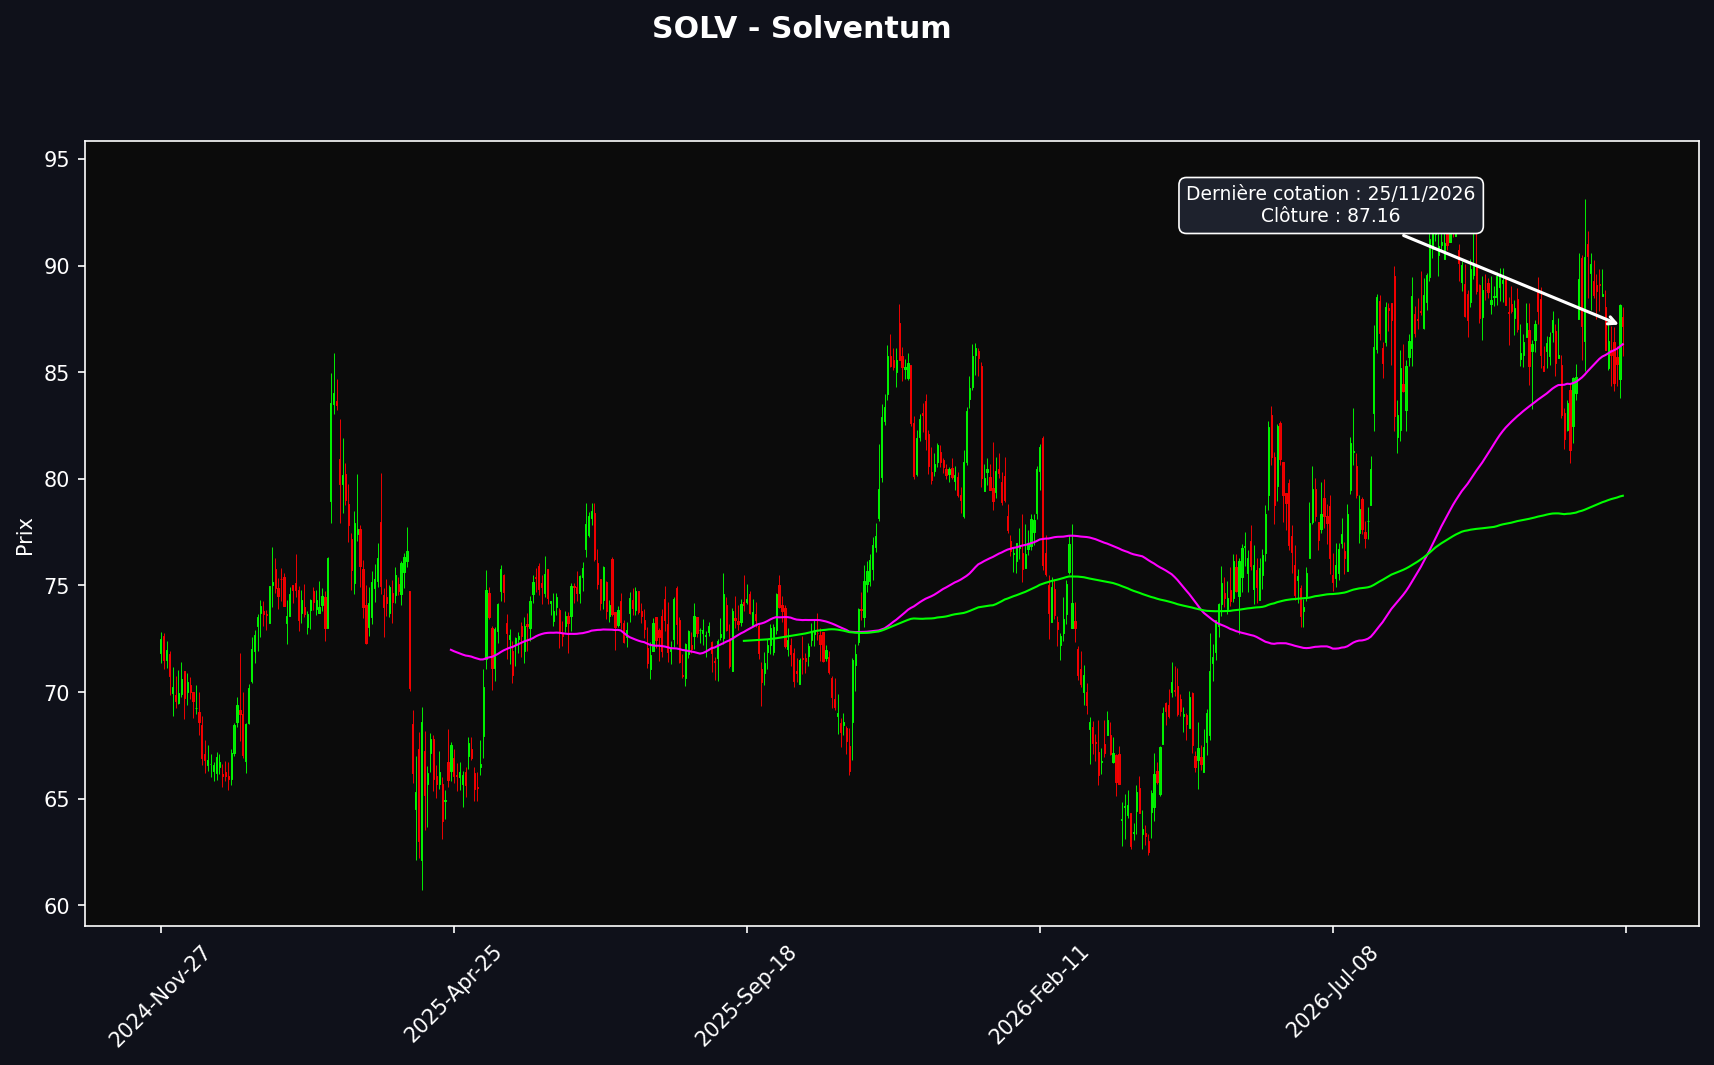 SOLV - Solventum
95
90
85
80
75
70
65
60
Prix
Dernière cotation : 25/11/2026
Clôture : 87.16
2024-Nov-27
2025-Apr-25
2025-Sep-18
2026-Feb-11
2026-Jul-08